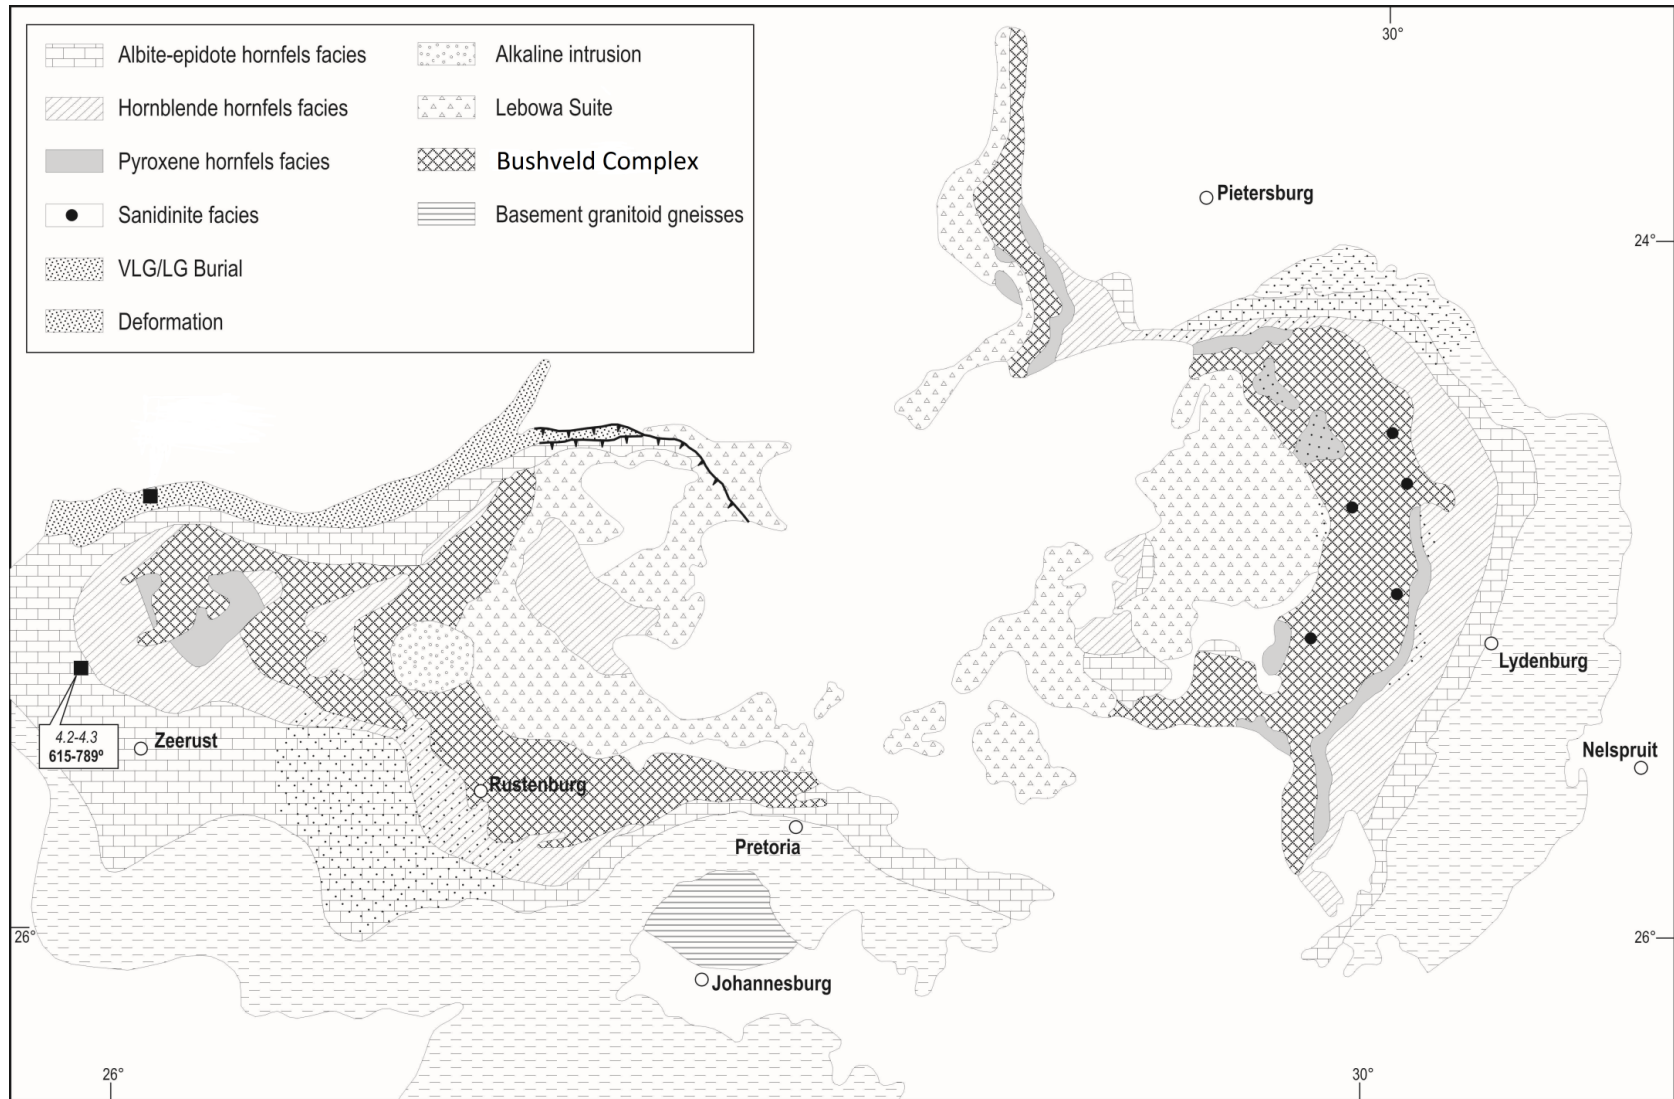 Albite-epidote hornfels facies
Hornblende hornfels facies
Pyroxene hornfels facies
Sanidinite facies
VLG/LG Burial
Deformation
Alkaline intrusion
Lebowa Suite
Bushveld Complex
Basement granitoid gneisses
30°
Pietersburg
24°
Lydenburg
4.2-4.3
615-789º
Zeerust
Nelspruit
Rustenburg
Pretoria
26°
26°
Johannesburg
26°
30°